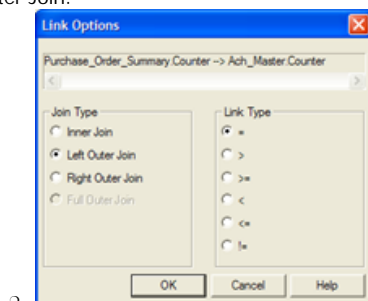 ter Join.
Link Options
Purchase_Order_Summary.Counter --> Ach_Master.Counter
Join Type
Link Type
Inner Join
=
Left Outer Join
>
Right Outer Join
>=
Full Outer Join
<
<=
!=
OK
Cancel
Help